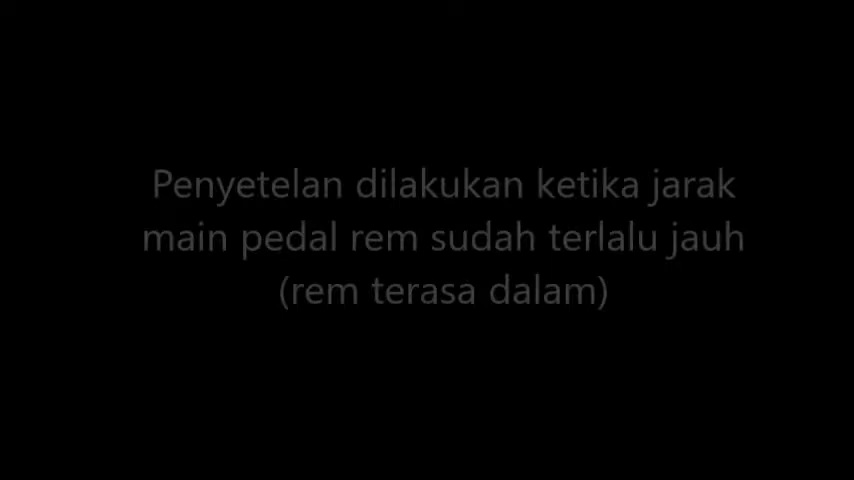 Penyetelan dilakukan ketika jarak
main pedal rem sudah terlalu jauh
(rem terasa dalam)